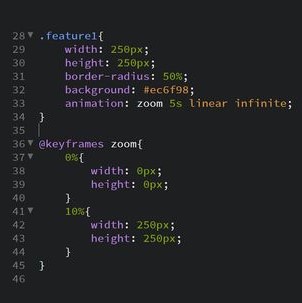 28 .feature1{
29 width: 250px;
30 height: 250px;
31 border-radius: 50%;
32 background: #ec6f98;
33 animation: zoom 5s linear infinite;
34 }
35
36 @keyframes zoom{
37 0%{
38 width: 0px;
39 height: 0px;
40 }
41 10%{
42 width: 250px;
43 height: 250px;
44 }
45 }
46